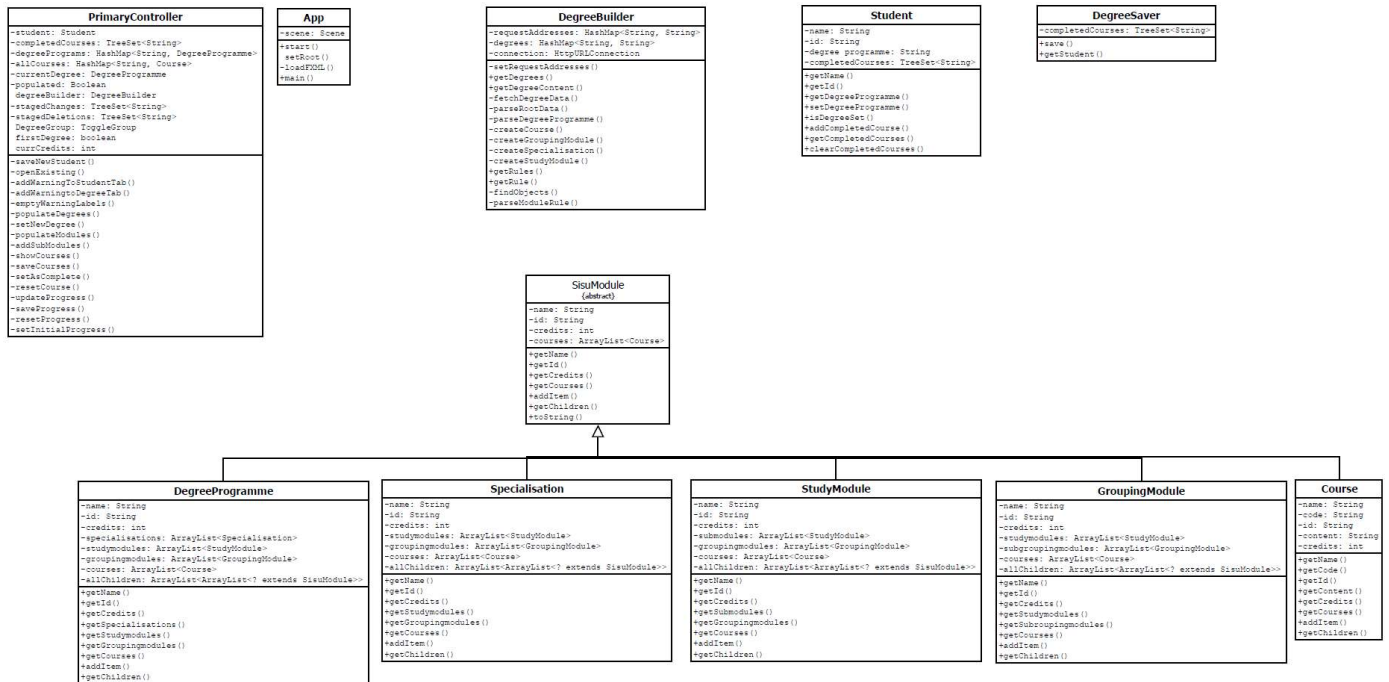 PrimaryController
-student: Student
-completedCourses: TreeSet<String>
-degreePrograms: HashMap<String, DegreeProgramme>
-allCourses: HashMap<String, Course>
-currentDegree: DegreeProgramme
-populated: Boolean
degreeBuilder: DegreeBuilder
-stagedChanges: TreeSet<String>
-stagedDeletions: TreeSet<String>
DegreeGroup: ToggleGroup
firstDegree: boolean
currCredits: int
-saveNewStudent()
-openExisting()
-addWarningToStudentTab()
-addWarningtoDegreeTab()
-emptyWarningLabels()
-populateDegrees()
-setNewDegree()
-populateModules()
-addSubModules()
-showCourses()
-saveCourses()
-setAsComplete()
-resetCourse()
-updateProgress()
-saveProgress()
-resetProgress()
-setInitialProgress()
App
-scene: Scene
+start()
setRoot()
-loadFXML()
+main()
DegreeBuilder
-requestAddresses: HashMap<String, String>
-degrees: HashMap<String, String>
-connection: HttpURLConnection
-setRequestAddresses()
+getDegrees()
+getDegreeContent()
-fetchDegreeData()
-parseRootData()
-parseDegreeProgramme()
-createCourse()
-createGroupingModule()
-createSpecialisation()
-createStudyModule()
+getRules()
+getRule()
-findObjects()
-parseModuleRule()
Student
-name: String
-id: String
-degree programme: String
-completedCourses: TreeSet<String>
+getName()
+getId()
+getDegreeProgramme()
+setDegreeProgramme()
+isDegreeSet()
+addCompletedCourse()
+getCompletedCourses()
+clearCompletedCourses()
DegreeSaver
-completedCourses: TreeSet<String>
+save()
+getStudent()
SisuModule
{abstract}
-name: String
-id: String
-credits: int
-courses: ArrayList<Course>
+getName()
+getId()
+getCredits()
+getCourses()
+addItem()
+getChildren()
+toString()
DegreeProgramme
-name: String
-id: String
-credits: int
-specialisations: ArrayList<Specialisation>
-studymodules: ArrayList<StudyModule>
-groupingmodules: ArrayList<GroupingModule>
-courses: ArrayList<Course>
-allChildren: ArrayList<ArrayList<? extends SisuModule>>
+getName()
+getId()
+getCredits()
+getSpecialisations()
+getStudymodules()
+getGroupingmodules()
+getCourses()
+addItem()
+getChildren()
Specialisation
-name: String
-id: String
-credits: int
-studymodules: ArrayList<StudyModule>
-groupingmodules: ArrayList<GroupingModule>
-courses: ArrayList<Course>
-allChildren: ArrayList<ArrayList<? extends SisuModule>>
+getName()
+getId()
+getCredits()
+getStudymodules()
+getGroupingmodules()
+getCourses()
+addItem()
+getChildren()
StudyModule
-name: String
-id: String
-credits: int
-submodules: ArrayList<StudyModule>
-groupingmodules: ArrayList<GroupingModule>
-courses: ArrayList<Course>
-allChildren: ArrayList<ArrayList<? extends SisuModule>>
+getName()
+getId()
+getCredits()
+getSubmodules()
+getGroupingmodules()
+getCourses()
+addItem()
+getChildren()
GroupingModule
-name: String
-id: String
-credits: int
-studymodules: ArrayList<StudyModule>
-subgroupingmodules: ArrayList<GroupingModule>
-courses: ArrayList<Course>
-allChildren: ArrayList<ArrayList<? extends SisuModule>>
+getName()
+getId()
+getCredits()
+getStudymodules()
+getSubroupingmodules()
+getCourses()
+addItem()
+getChildren()
Course
-name: String
-code: String
-id: String
-content: String
-credits: int
+getName()
+getCode()
+getId()
+getContent()
+getCredits()
+getCourses()
+addItem()
+getChildren()